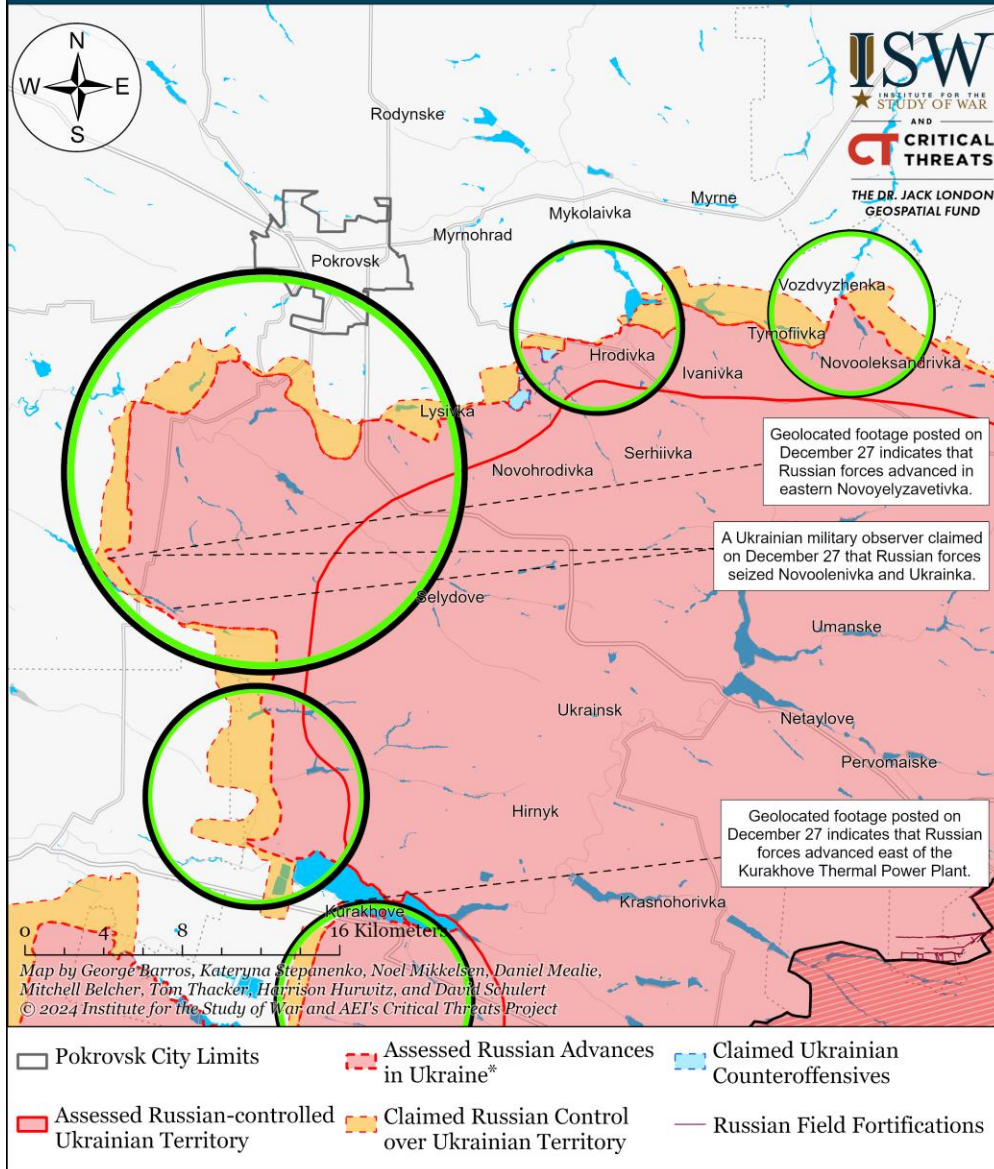 N
W
E
S
ISW
INSTITUTE FOR THE
STUDY OF WAR
AND
CT CRITICAL
THREATS
THE DR. JACK LONDON
GEOSPATIAL FUND
Rodynske
Myrne
Mykolaivka
Myrnohrad
Pokrovsk
Vozdvyzhenka
Tymofiivka
Hrodivka
Novooleksandrivka
Ivanivka
Lysivka
Geolocated footage posted on
December 27 indicates that
Russian forces advanced in
eastern Novoyelyzavetivka.
Serhiivka
Novohrodivka
A Ukrainian military observer claimed
on December 27 that Russian forces
seized Novoolenivka and Ukrainka.
Selydove
Umanske
Ukrainsk
Netaylove
Pervomaiske
Hirnyk
Geolocated footage posted on
December 27 indicates that Russian
forces advanced east of the
Kurakhove Thermal Power Plant.
Krasnohorivka
Kurakhove
0 4 8 16 Kilometers
Map by George Barros, Kateryna Stepanenko, Noel Mikkelsen, Daniel Mealie,
Mitchell Belcher, Tom Thacker, Harrison Hurwitz, and David Schulert
© 2024 Institute for the Study of War and AEI's Critical Threats Project
Pokrovsk City Limits
Assessed Russian Advances
in Ukraine*
Claimed Ukrainian
Counteroffensives
Assessed Russian-controlled
Ukrainian Territory
Claimed Russian Control
over Ukrainian Territory
Russian Field Fortifications